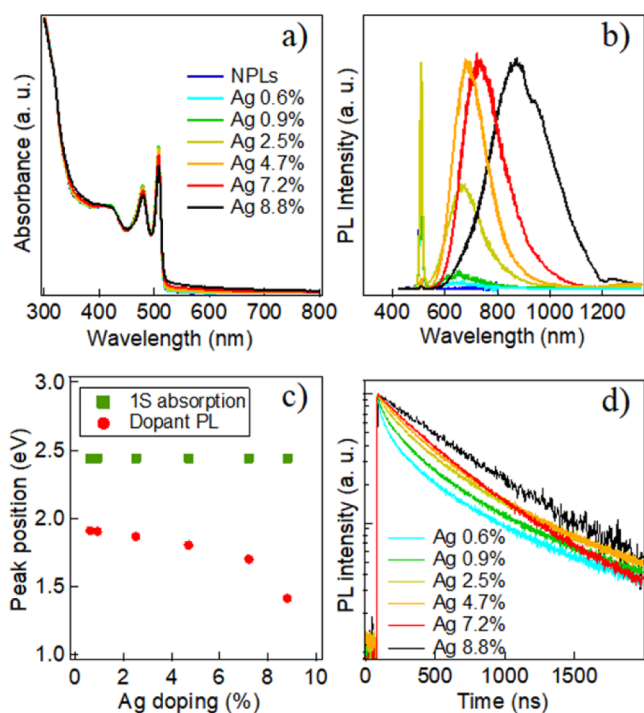 a)
NPLs
Ag 0.6%
Ag 0.9%
Ag 2.5%
Ag 4.7%
Ag 7.2%
Ag 8.8%
Absorbance (a. u.)
300 400 500 600 700 800
Wavelength (nm)
b)
PL Intensity (a. u.)
600 800 1000 1200
Wavelength (nm)
c)
1S absorption
Dopant PL
3.0
2.5
2.0
1.5
1.0
Peak position (eV)
0 2 4 6 8 10
Ag doping (%)
d)
PL intensity (a. u.)
Ag 0.6%
Ag 0.9%
Ag 2.5%
Ag 4.7%
Ag 7.2%
Ag 8.8%
0 500 1000 1500
Time (ns)